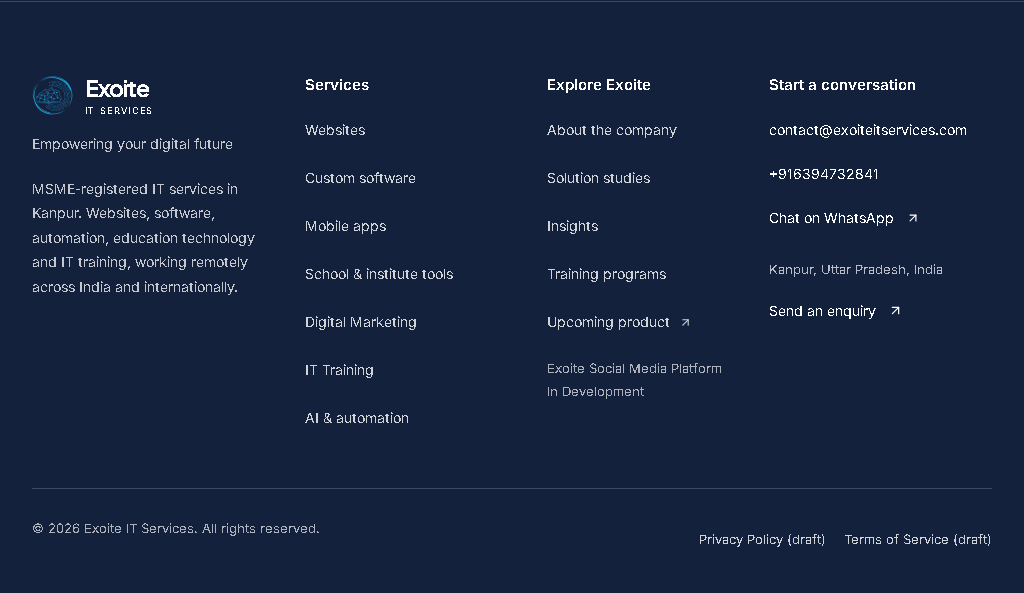 Exoite
IT SERVICES
Empowering your digital future
MSME-registered IT services in
Kanpur. Websites, software,
automation, education technology
and IT training, working remotely
across India and internationally.
Services
Websites
Custom software
Mobile apps
School & institute tools
Digital Marketing
IT Training
AI & automation
Explore Exoite
About the company
Solution studies
Insights
Training programs
Upcoming product
Exoite Social Media Platform
In Development
Start a conversation
contact@exoiteitservices.com
+916394732841
Chat on WhatsApp
Kanpur, Uttar Pradesh, India
Send an enquiry
© 2026 Exoite IT Services. All rights reserved.
Privacy Policy (draft)
Terms of Service (draft)